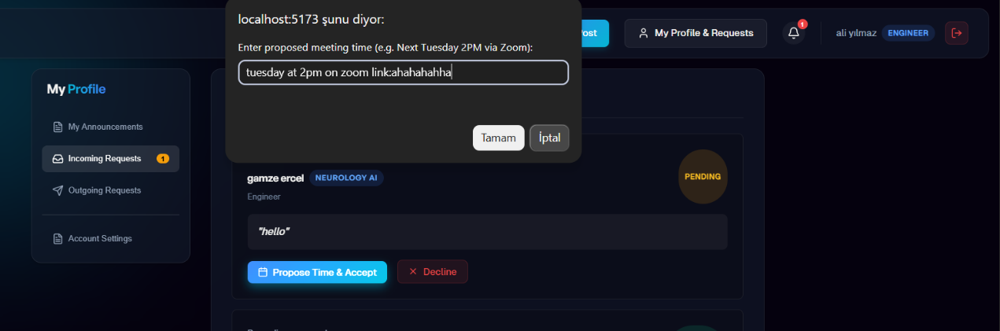 localhost:5173 şunu diyor:
Enter proposed meeting time (e.g. Next Tuesday 2PM via Zoom):
tuesday at 2pm on zoom link:ahahahahha
Tamam
İptal
My Profile & Requests
1
ali yılmaz
ENGINEER
My Profile
My Announcements
Incoming Requests
1
Outgoing Requests
Account Settings
gamze ercel
NEUROLOGY AI
PENDING
Engineer
"hello"
Propose Time & Accept
Decline